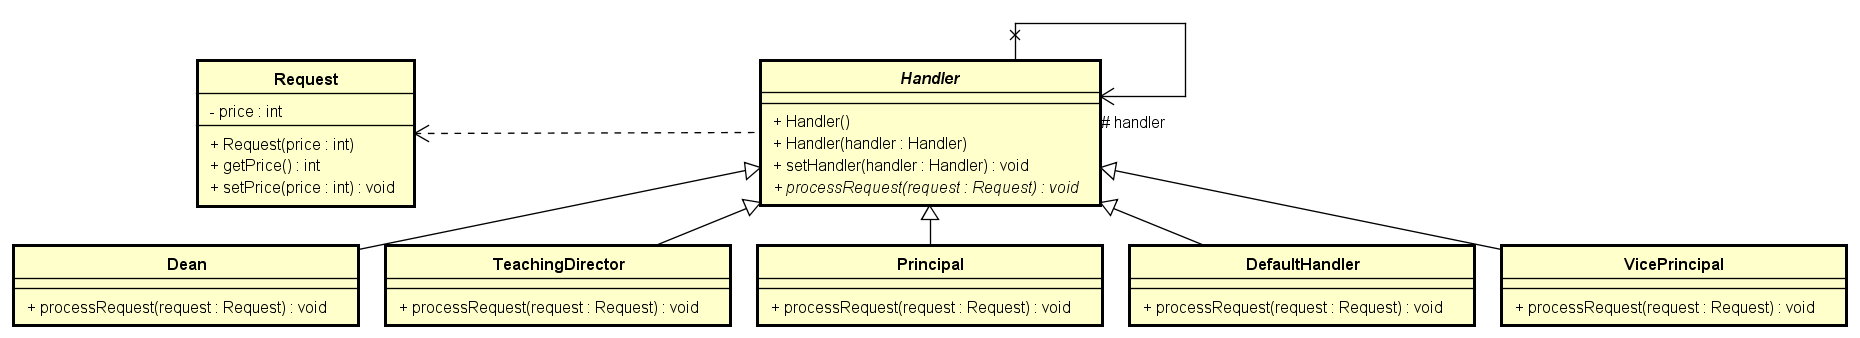 Request
- price : int
+ Request(price : int)
+ getPrice() : int
+ setPrice(price : int) : void
Handler
+ Handler()
+ Handler(handler : Handler)
+ setHandler(handler : Handler) : void
+ processRequest(request : Request) : void
# handler
Dean
+ processRequest(request : Request) : void
TeachingDirector
+ processRequest(request : Request) : void
Principal
+ processRequest(request : Request) : void
DefaultHandler
+ processRequest(request : Request) : void
VicePrincipal
+ processRequest(request : Request) : void